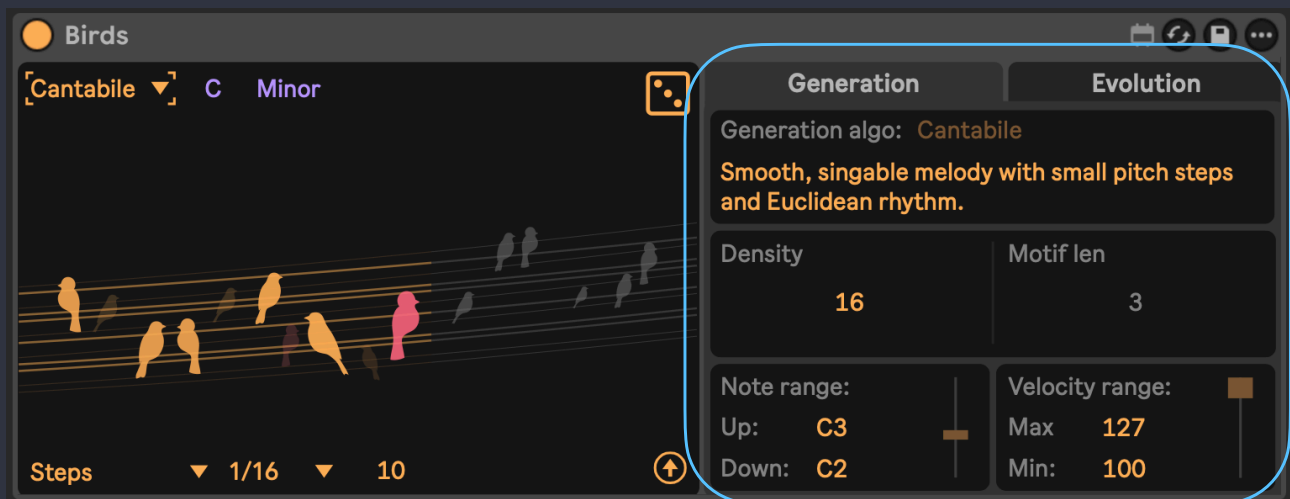 Birds
Cantabile C Minor
Steps 1/16 10
Generation Evolution
Generation algo: Cantabile
Smooth, singable melody with small pitch steps
and Euclidean rhythm.
Density Motif len
16 3
Note range: Velocity range:
Up: C3 Max 127
Down: C2 Min: 100